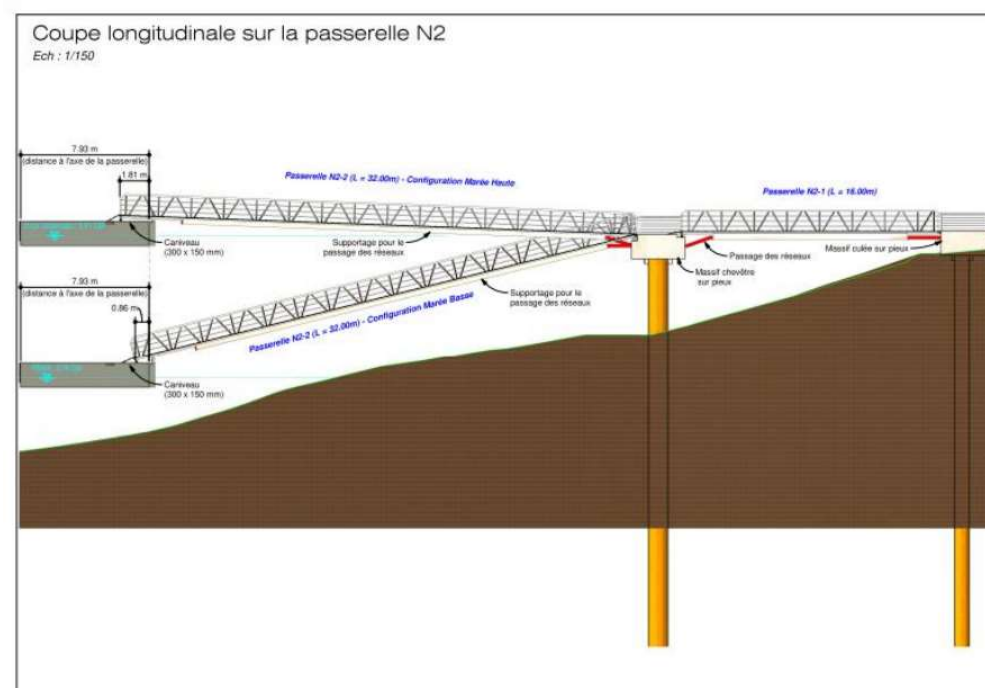 Coupe longitudinale sur la passerelle N2
Ech : 1/150
7.93 m
(distance à l'axe de la passerelle)
1.81 m
Passerelle N2-2 (L = 32.00m) - Configuration Marée Haute
Passerelle N2-1 (L = 16.00m)
Caniveau
(300 x 150 mm)
Supportage pour le
passage des réseaux
Passage des réseaux
Massif culée sur pieux
Massif chevêtre
sur pieux
7.93 m
(distance à l'axe de la passerelle)
0.86 m
Supportage pour le
passage des réseaux
Passerelle N2-2 (L = 32.00m) - Configuration Marée Basse
Caniveau
(300 x 150 mm)